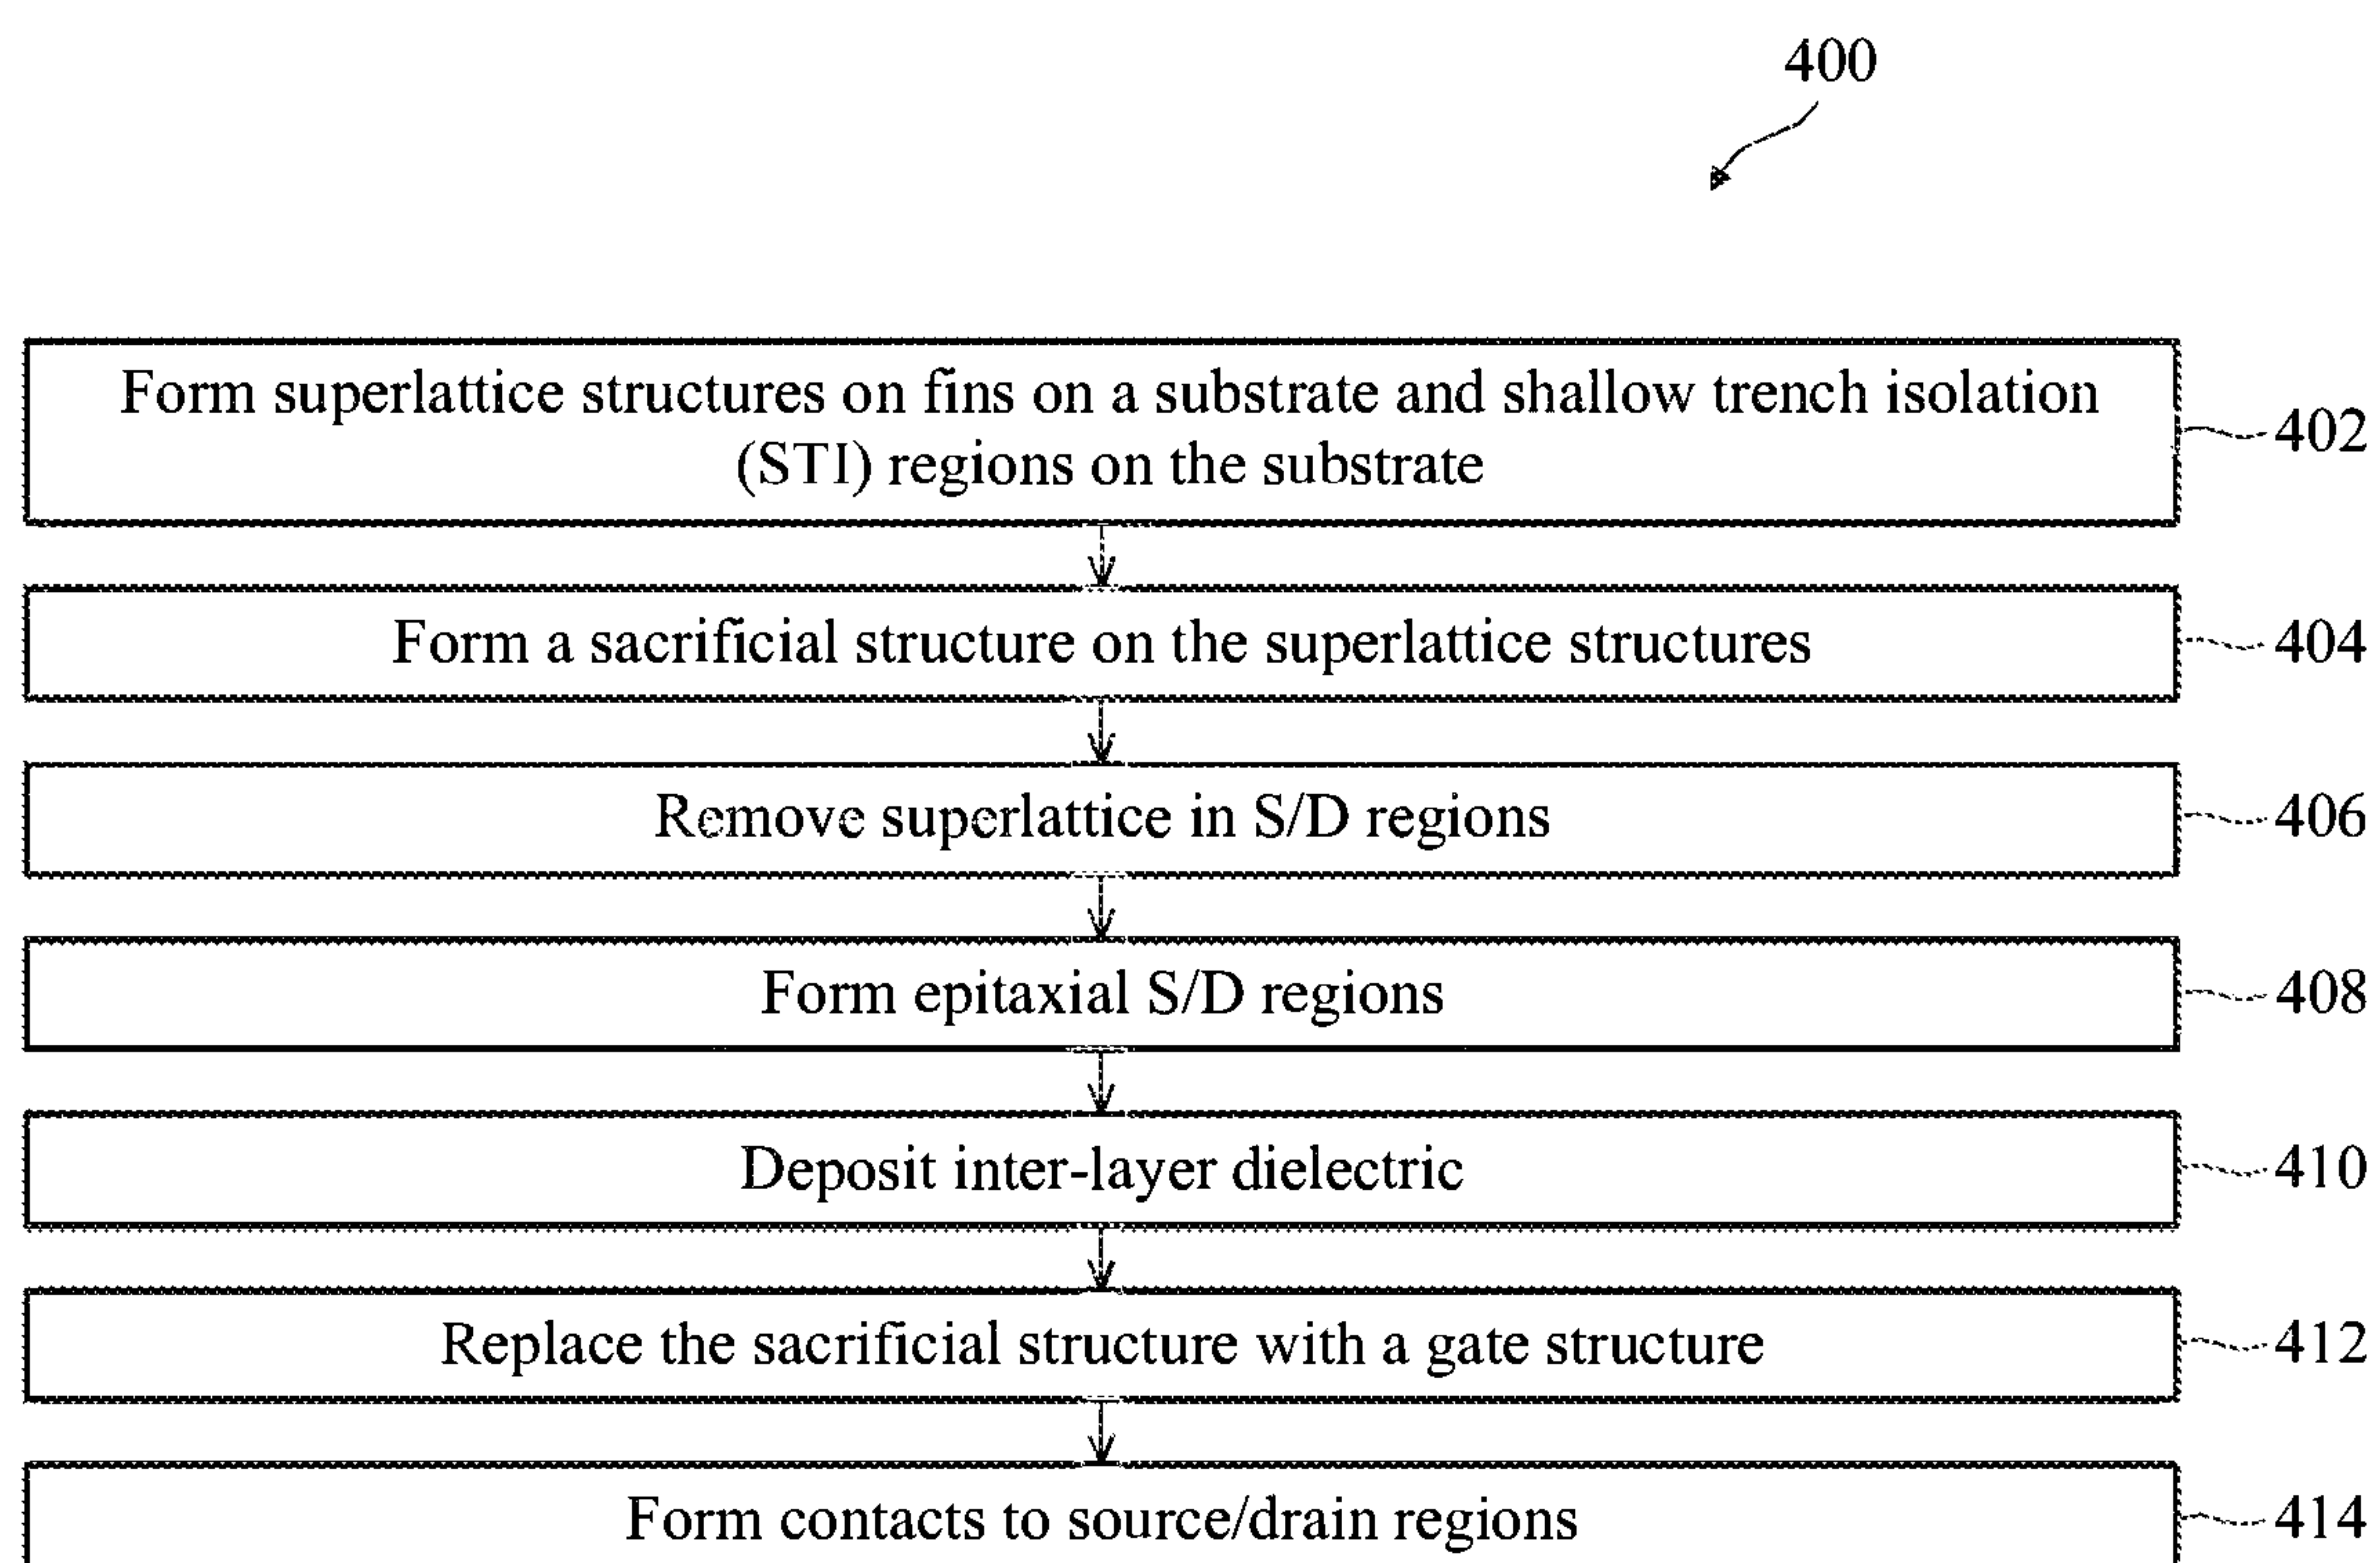 400
Form superlattice structures on fins on a substrate and shallow trench isolation
(STI) regions on the substrate
402
Form a sacrificial structure on the superlattice structures
404
Remove superlattice in S/D regions
406
Form epitaxial S/D regions
408
Deposit inter-layer dielectric
410
Replace the sacrificial structure with a gate structure
412
Form contacts to source/drain regions
414